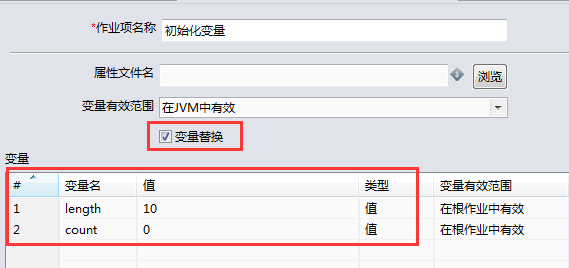 *作业项名称 初始化变量
属性文件名 浏览
变量有效范围 在JVM中有效
变量替换
变量
# 变量名 值 类型 变量有效范围
1 length 10 值 在根作业中有效
2 count 0 值 在根作业中有效